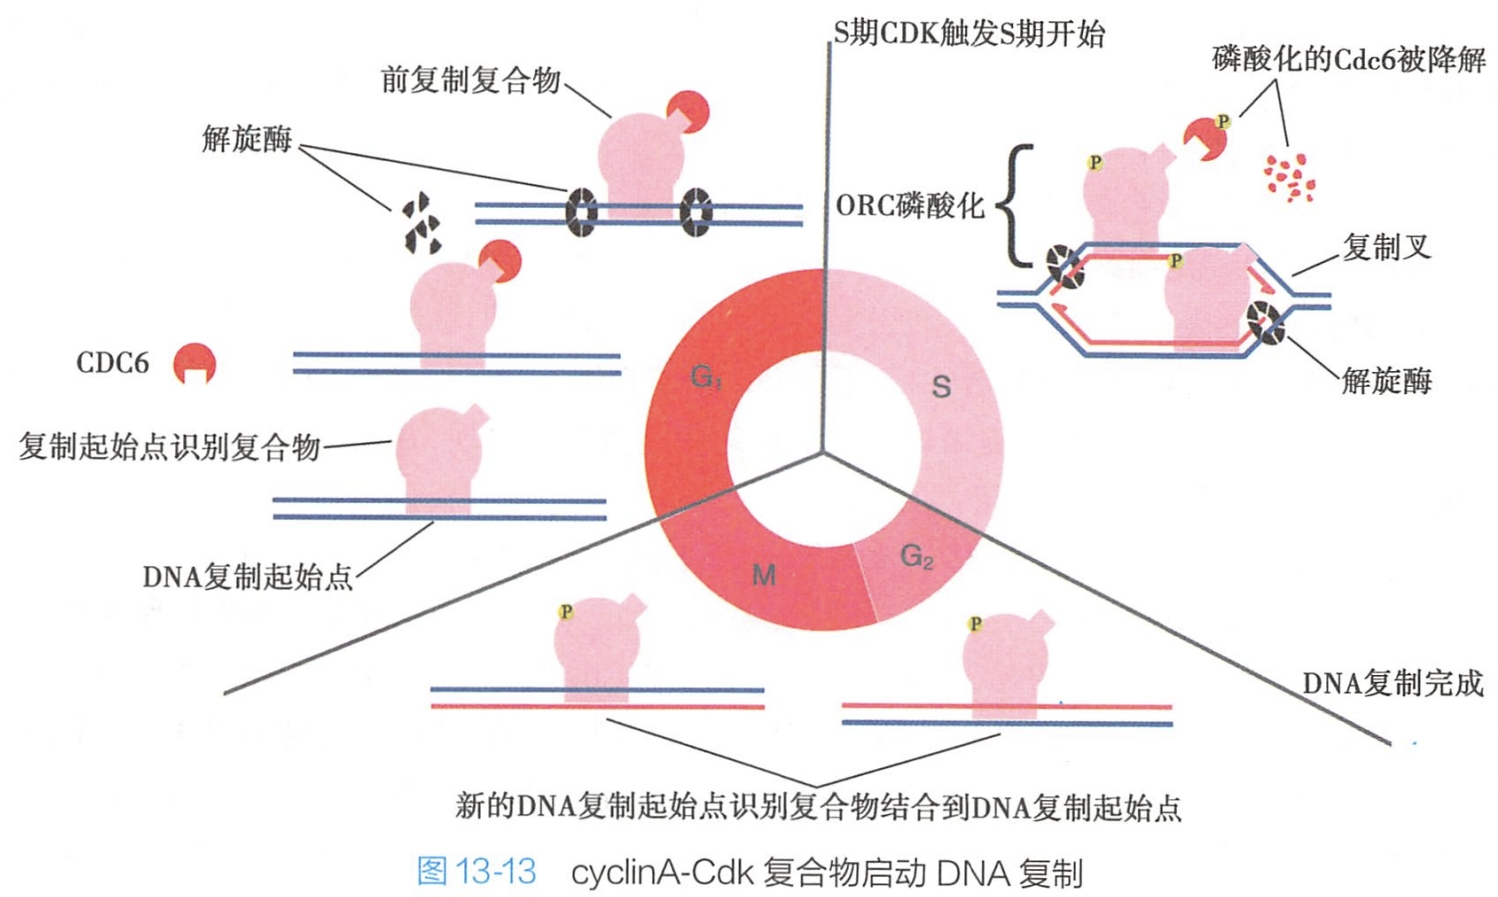 S期CDK触发S期开始
磷酸化的Cdc6被降解
前复制复合物
解旋酶
P
P
ORC磷酸化
复制叉
P
解旋酶
CDC6
G₁
S
复制起始点识别复合物
DNA复制起始点
M
G₂
P
P
DNA复制完成
新的DNA复制起始点识别复合物结合到DNA复制起始点
图 13-13 cyclinA-Cdk 复合物启动 DNA 复制